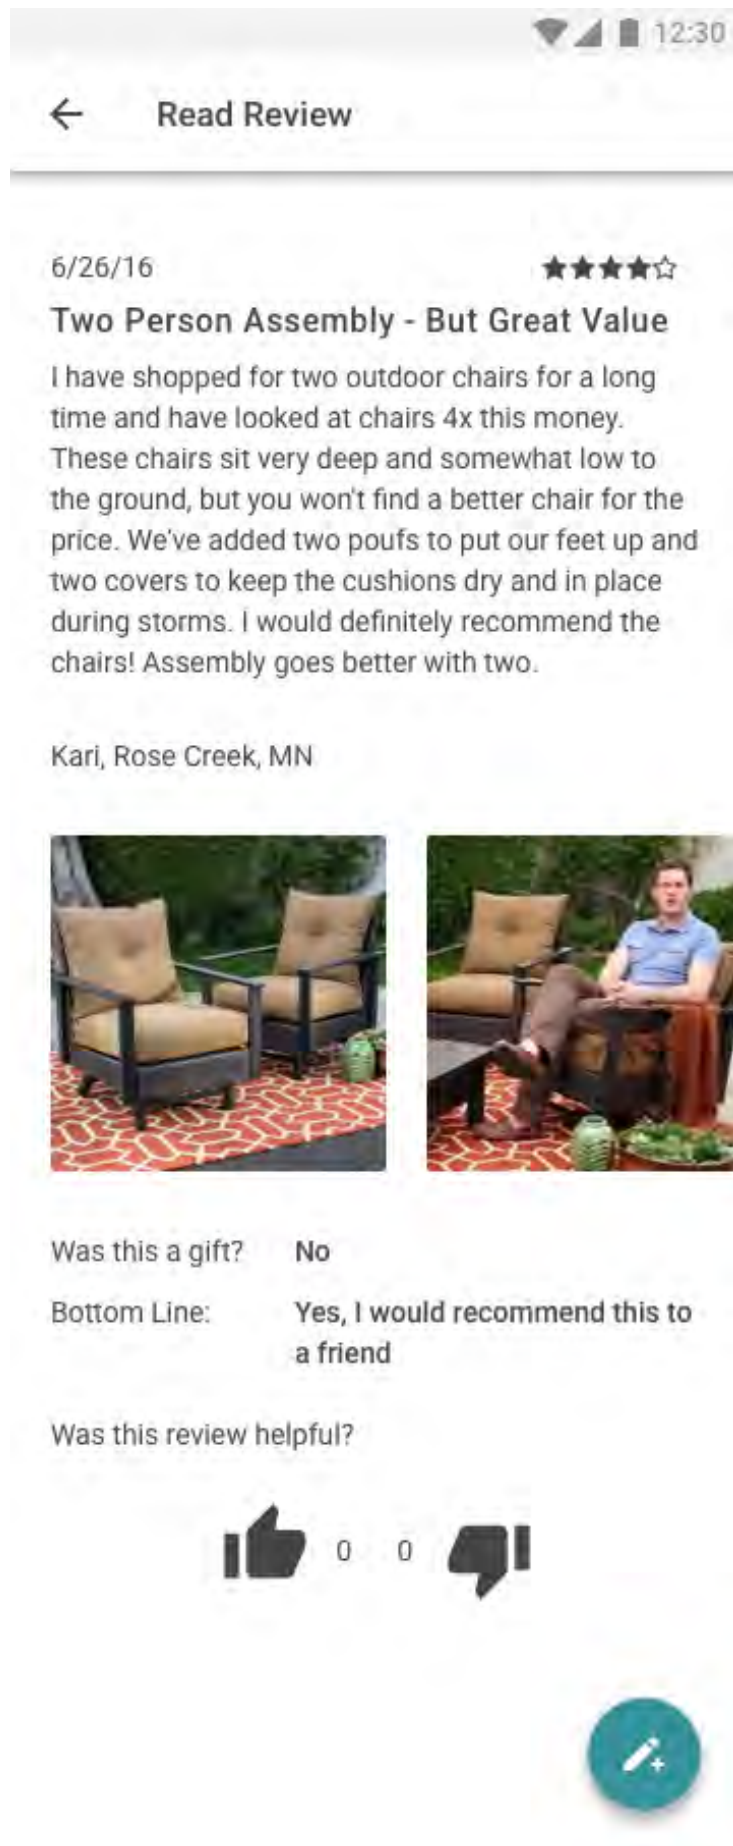 12:30
Read Review
6/26/16
Two Person Assembly - But Great Value
I have shopped for two outdoor chairs for a long
time and have looked at chairs 4x this money.
These chairs sit very deep and somewhat low to
the ground, but you won't find a better chair for the
price. We've added two poufs to put our feet up and
two covers to keep the cushions dry and in place
during storms. I would definitely recommend the
chairs! Assembly goes better with two.
Kari, Rose Creek, MN
Was this a gift? No
Bottom Line: Yes, I would recommend this to
a friend
Was this review helpful?
0 0